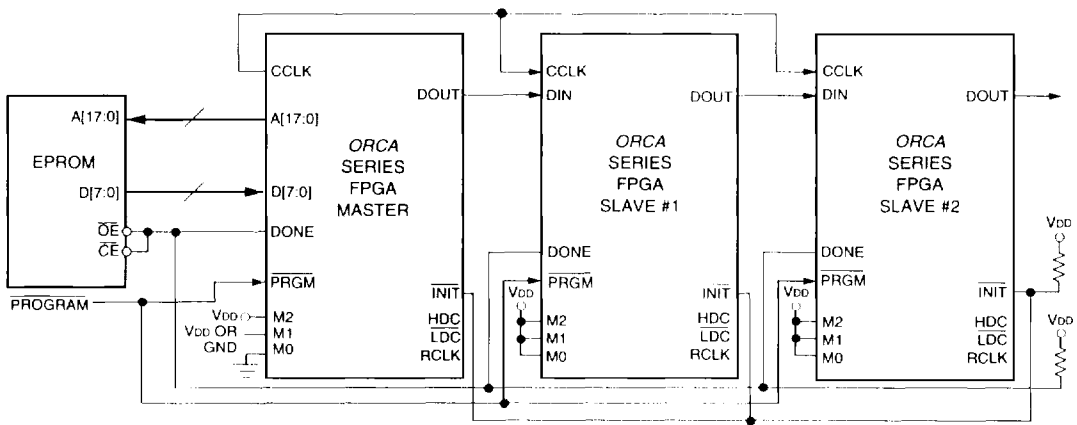 EPROM
A[17:0]
D[7:0]
OE
CE
PROGRAM
CCLK
DOUT
A[17:0]
ORCA
SERIES
FPGA
MASTER
D[7:0]
DONE
PRGM
INIT
VDD M2
VDD OR M1
GND M0
HDC
LDC
RCLK
CCLK
DIN
DOUT
ORCA
SERIES
FPGA
SLAVE #1
DONE
PRGM
VDD
INIT
M2
M1
M0
HDC
LDC
RCLK
CCLK
DIN
DOUT
ORCA
SERIES
FPGA
SLAVE #2
DONE
PRGM
VDD
INIT
M2
M1
M0
HDC
LDC
RCLK
VDD
VDD